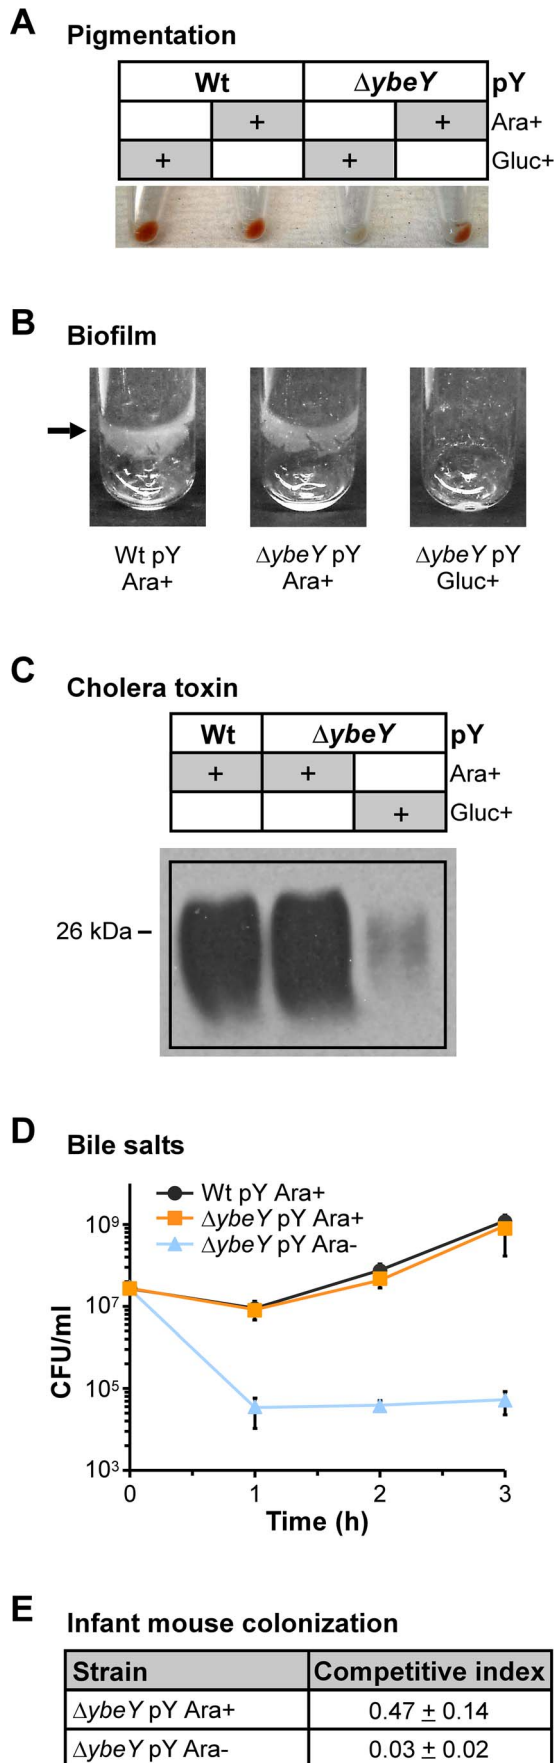 A Pigmentation
Wt ΔybeY pY
+ + Ara+
+ + Gluc+
B Biofilm
Wt pY ΔybeY pY ΔybeY pY
Ara+ Ara+ Gluc+
C Cholera toxin
Wt ΔybeY pY
+ + Ara+
+ Gluc+
26 kDa
D Bile salts
Wt pY Ara+
ΔybeY pY Ara+
ΔybeY pY Ara-
CFU/ml
10⁹
10⁷
10⁵
10³
0 1 2 3
Time (h)
E Infant mouse colonization
Strain Competitive index
ΔybeY pY Ara+ 0.47 ± 0.14
ΔybeY pY Ara- 0.03 ± 0.02